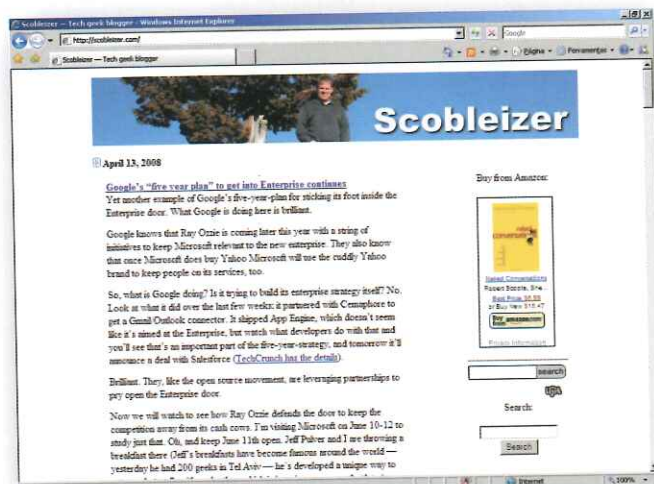 Scobleizer — Tech geek blogger - Windows Internet Explorer
http://scobleizer.com/
Google
Scobleizer — Tech geek blogger
Página
Ferramentas
Scobleizer
April 13, 2008
Google's "five year plan" to get into Enterprise continues
Yet another example of Google's five-year-plan for sticking its foot inside the
Enterprise door. What Google is doing here is brilliant.
Google knows that Ray Ozzie is coming later this year with a string of
initiatives to keep Microsoft relevant to the new enterprise. They also know
that once Microsoft does buy Yahoo Microsoft will use the cuddly Yahoo
brand to keep people on its services, too.
So, what is Google doing? Is it trying to build its enterprise strategy itself? No.
Look at what it did over the last few weeks: it partnered with Cemaphore to
get a Gmail/Outlook connector. It shipped App Engine, which doesn't seem
like it's aimed at the Enterprise, but watch what developers do with that and
you'll see that's an important part of the five-year-strategy, and tomorrow it'll
announce a deal with Salesforce (TechCrunch has the details).
Brilliant. They, like the open source movement, are leveraging partnerships to
pry open the Enterprise door.
Now we will watch to see how Ray Ozzie defends the door to keep the
competition away from its cash cows. I'm visiting Microsoft on June 10-12 to
study just that. Oh, and keep June 11th open. Jeff Pulver and I are throwing a
breakfast there (Jeff's breakfasts have become famous around the world —
yesterday he had 200 geeks in Tel Aviv — he's developed a unique way to
Buy from Amazon:
naked
conversations
Naked Conversations
Robert Scoble, She...
Best Price
or Buy New $16.47
Buy from amazon.com
Privacy Information
search
Search:
Search
Internet
100%